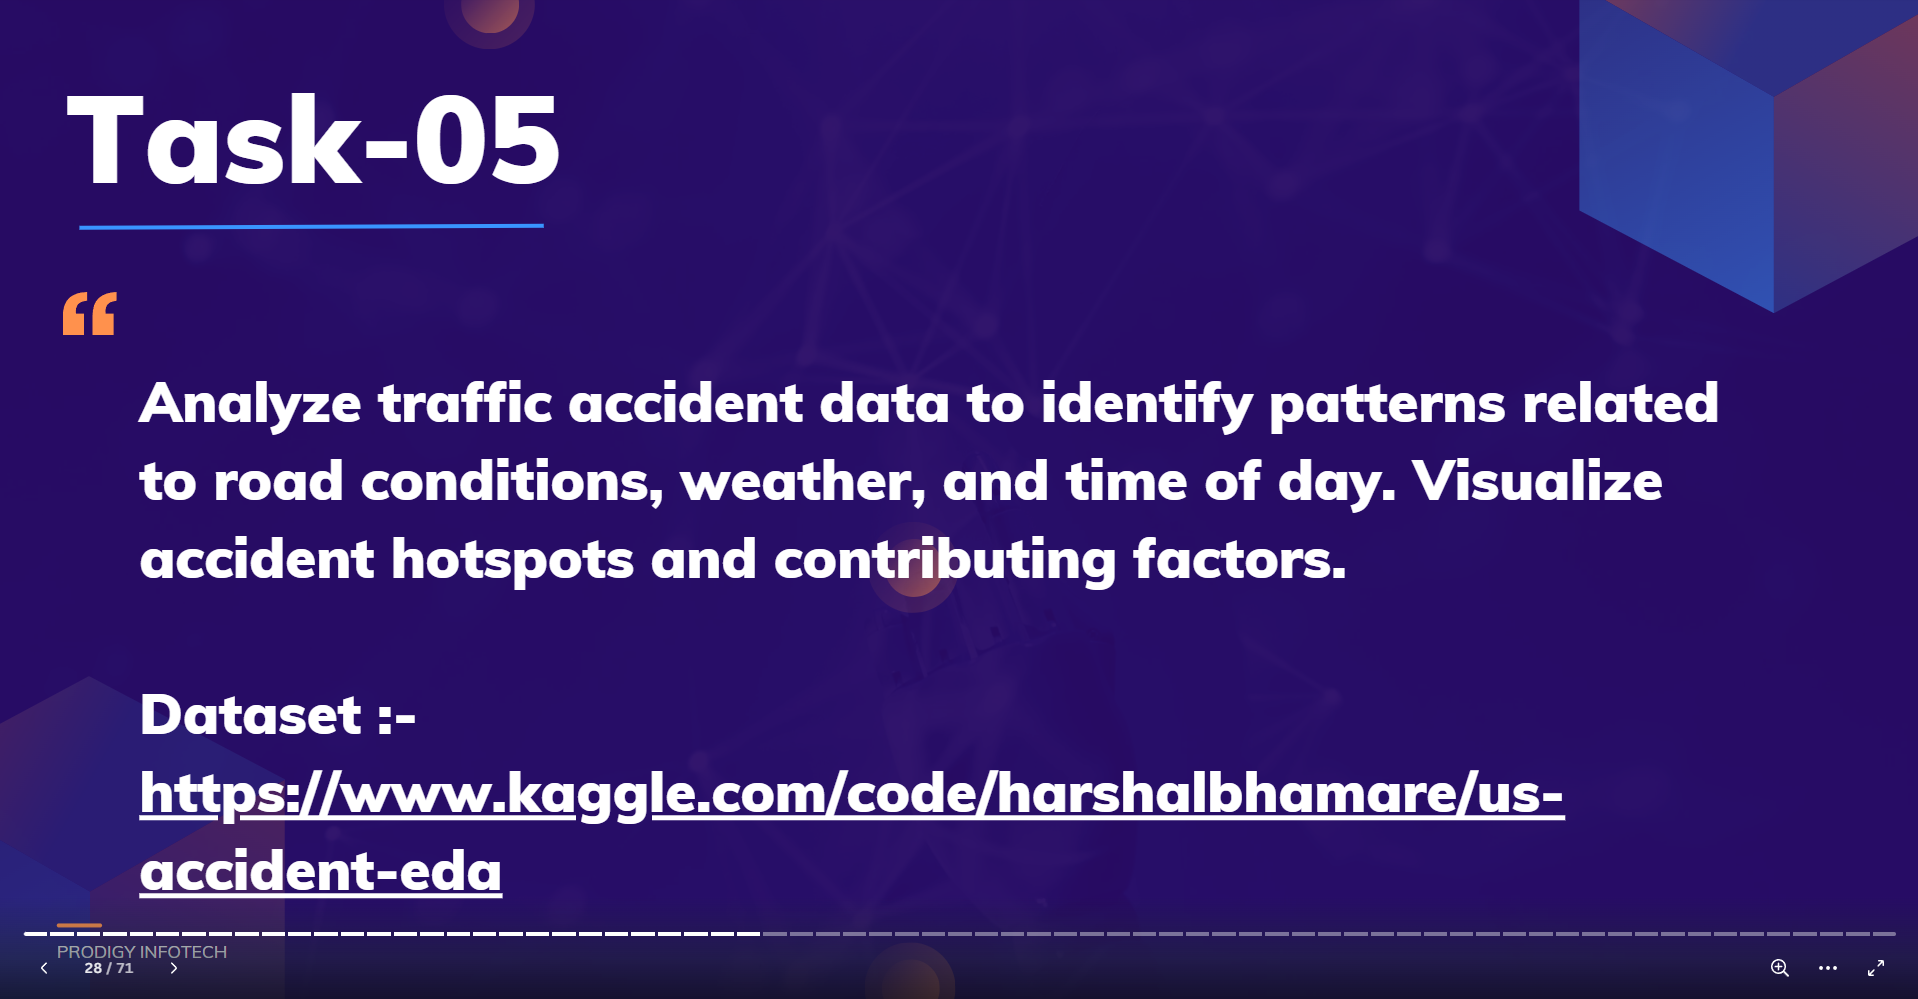 Task-05
“
Analyze traffic accident data to identify patterns related
to road conditions, weather, and time of day. Visualize
accident hotspots and contributing factors.
Dataset :-
https://www.kaggle.com/code/harshalbhamare/us-
accident-eda
PRODIGY INFOTECH
28 / 71